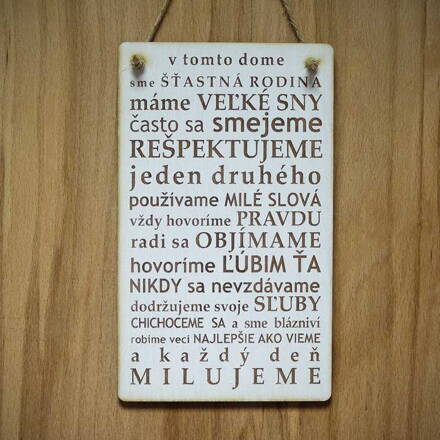 v tomto dome
sme ŠŤASTNÁ RODINA
máme VEĽKÉ SNY
často sa smejeme
REŠPEKTUJEME
jeden druhého
používame MILÉ SLOVÁ
vždy hovoríme PRAVDU
radi sa OBJÍMAME
hovoríme ĽÚBIM ŤA
NIKDY sa nevzdávame
dodržujeme svoje SĽUBY
CHICHOCEME SA a sme blázniví
robíme veci NAJLEPŠIE AKO VIEME
a každý deň
MILUJEME